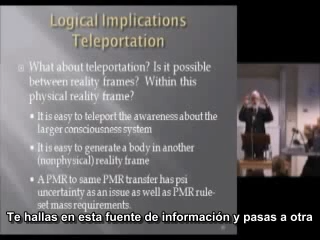 Logical Implications
Teleportation
What about teleportation? Is it possible
between reality frames? Within this
physical reality frame?
• It is easy to teleport the awareness about the
larger consciousness system
• It is easy to generate a body in another
(nonphysical) reality frame
• A PMR to same PMR transfer has psi
uncertainty as an issue as well as PMR rule-
set mass requirements.
Te hallas en esta fuente de información y pasas a otra